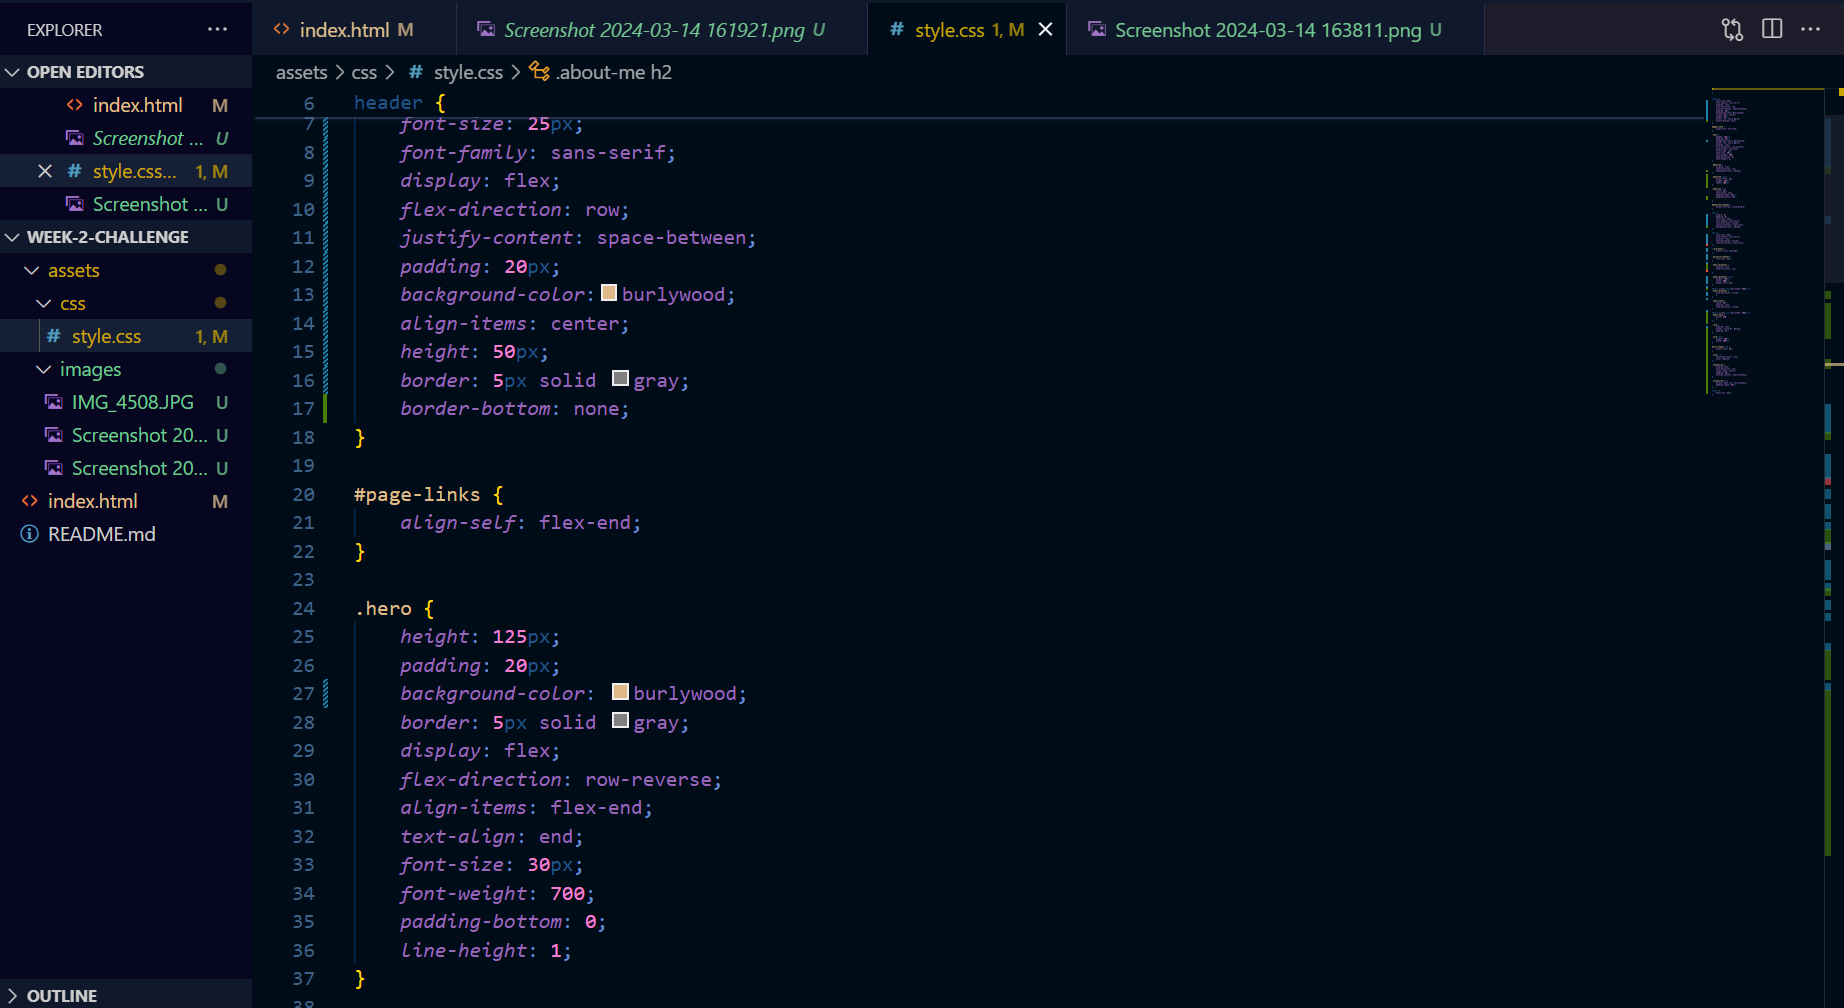 EXPLORER ···
OPEN EDITORS
index.html M
Screenshot ... U
style.css... 1, M
Screenshot ... U
WEEK-2-CHALLENGE
assets
css
style.css 1, M
images
IMG_4508.JPG U
Screenshot 20... U
Screenshot 20... U
index.html M
README.md
OUTLINE
index.html M
Screenshot 2024-03-14 161921.png U
# style.css 1, M
Screenshot 2024-03-14 163811.png U
assets > css > # style.css > .about-me h2
6 header {
7 font-size: 25px;
8 font-family: sans-serif;
9 display: flex;
10 flex-direction: row;
11 justify-content: space-between;
12 padding: 20px;
13 background-color: burlywood;
14 align-items: center;
15 height: 50px;
16 border: 5px solid gray;
17 border-bottom: none;
18 }
19
20 #page-links {
21 align-self: flex-end;
22 }
23
24 .hero {
25 height: 125px;
26 padding: 20px;
27 background-color: burlywood;
28 border: 5px solid gray;
29 display: flex;
30 flex-direction: row-reverse;
31 align-items: flex-end;
32 text-align: end;
33 font-size: 30px;
34 font-weight: 700;
35 padding-bottom: 0;
36 line-height: 1;
37 }
38